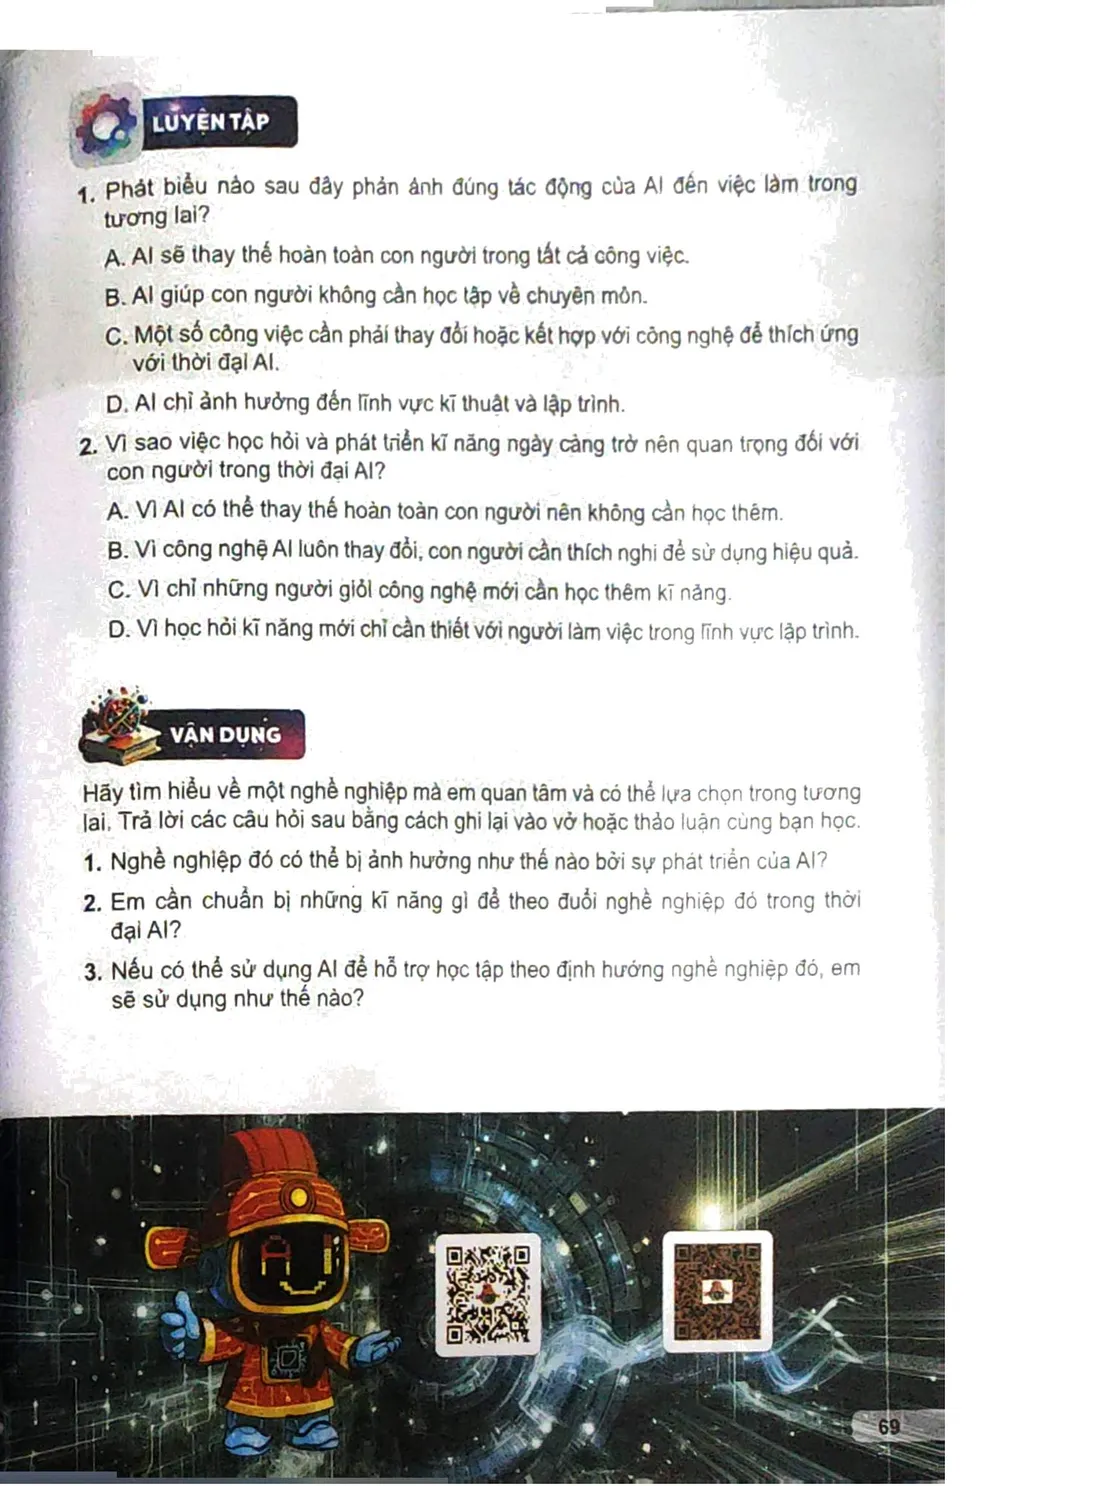 LUYỆN TẬP
1. Phát biểu nào sau đây phản ánh đúng tác động của AI đến việc làm trong
tương lai?
A. AI sẽ thay thế hoàn toàn con người trong tất cả công việc.
B. AI giúp con người không cần học tập về chuyên môn.
C. Một số công việc cần phải thay đổi hoặc kết hợp với công nghệ để thích ứng
với thời đại AI.
D. AI chỉ ảnh hưởng đến lĩnh vực kĩ thuật và lập trình.
2. Vì sao việc học hỏi và phát triển kĩ năng ngày càng trở nên quan trọng đối với
con người trong thời đại AI?
A. Vì AI có thể thay thế hoàn toàn con người nên không cần học thêm.
B. Vì công nghệ AI luôn thay đổi, con người cần thích nghi để sử dụng hiệu quả.
C. Vì chỉ những người giỏi công nghệ mới cần học thêm kĩ năng.
D. Vì học hỏi kĩ năng mới chỉ cần thiết với người làm việc trong lĩnh vực lập trình.
VẬN DỤNG
Hãy tìm hiểu về một nghề nghiệp mà em quan tâm và có thể lựa chọn trong tương
lai. Trả lời các câu hỏi sau bằng cách ghi lại vào vở hoặc thảo luận cùng bạn học.
1. Nghề nghiệp đó có thể bị ảnh hưởng như thế nào bởi sự phát triển của AI?
2. Em cần chuẩn bị những kĩ năng gì để theo đuổi nghề nghiệp đó trong thời
đại AI?
3. Nếu có thể sử dụng AI để hỗ trợ học tập theo định hướng nghề nghiệp đó, em
sẽ sử dụng như thế nào?
A I
69